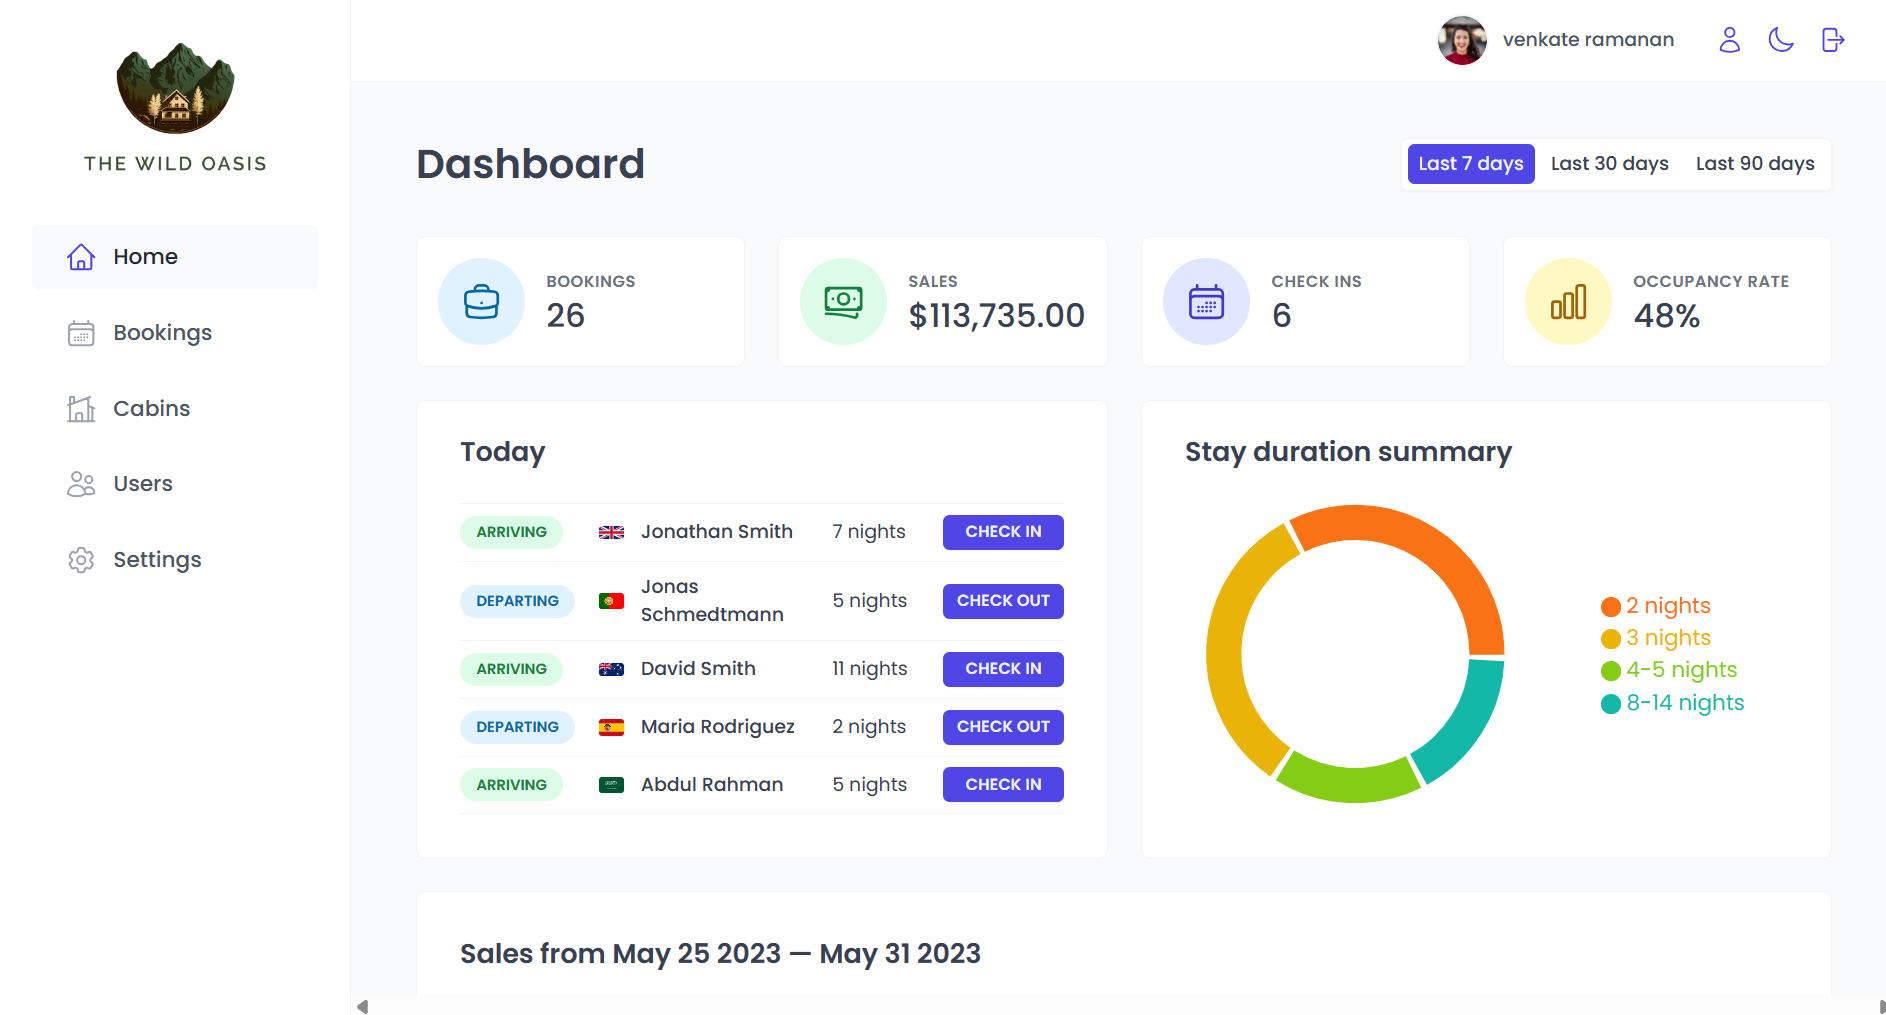 THE WILD OASIS
Home
Bookings
Cabins
Users
Settings
venkate ramanan
Dashboard
Last 7 days Last 30 days Last 90 days
BOOKINGS
26
SALES
$113,735.00
CHECK INS
6
OCCUPANCY RATE
48%
Today
ARRIVING Jonathan Smith 7 nights CHECK IN
DEPARTING Jonas
Schmedtmann 5 nights CHECK OUT
ARRIVING David Smith 11 nights CHECK IN
DEPARTING Maria Rodriguez 2 nights CHECK OUT
ARRIVING Abdul Rahman 5 nights CHECK IN
Stay duration summary
2 nights
3 nights
4-5 nights
8-14 nights
Sales from May 25 2023 — May 31 2023